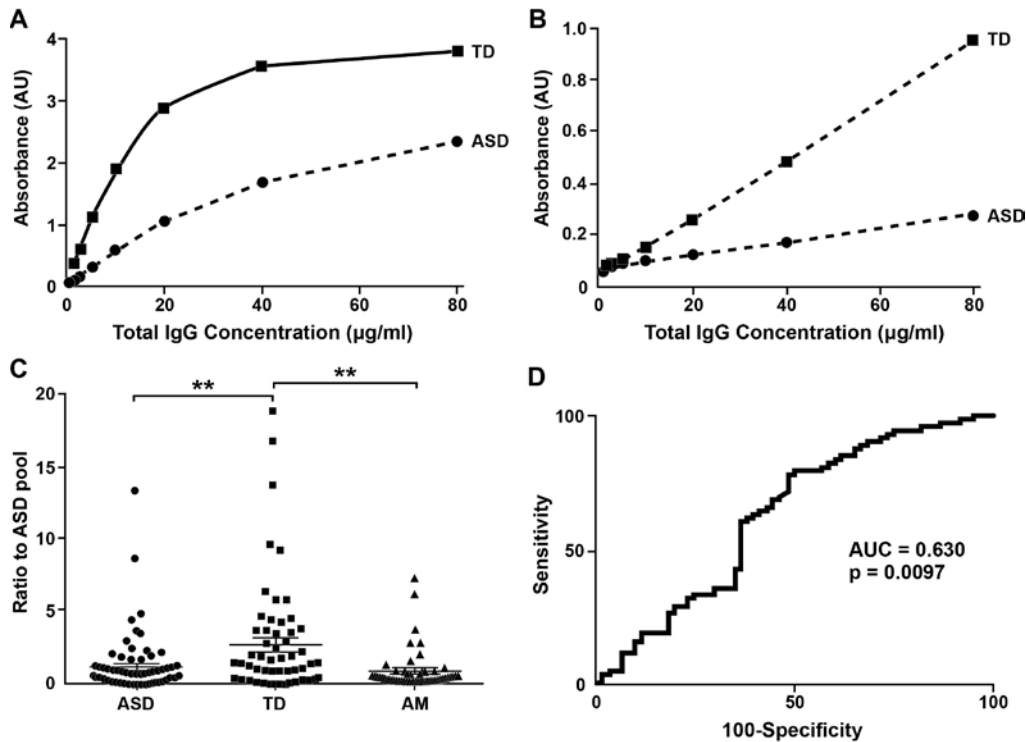 A
4
3
2
1
0
Absorbance (AU)
TD
ASD
0
20
40
60
80
Total IgG Concentration (µg/ml)
B
1.0
0.8
0.6
0.4
0.2
0
Absorbance (AU)
TD
ASD
0
20
40
60
80
Total IgG Concentration (µg/ml)
C
20
15
10
5
0
Ratio to ASD pool
**
**
ASD
TD
AM
D
100
50
0
Sensitivity
AUC = 0.630
p = 0.0097
0
50
100
100-Specificity